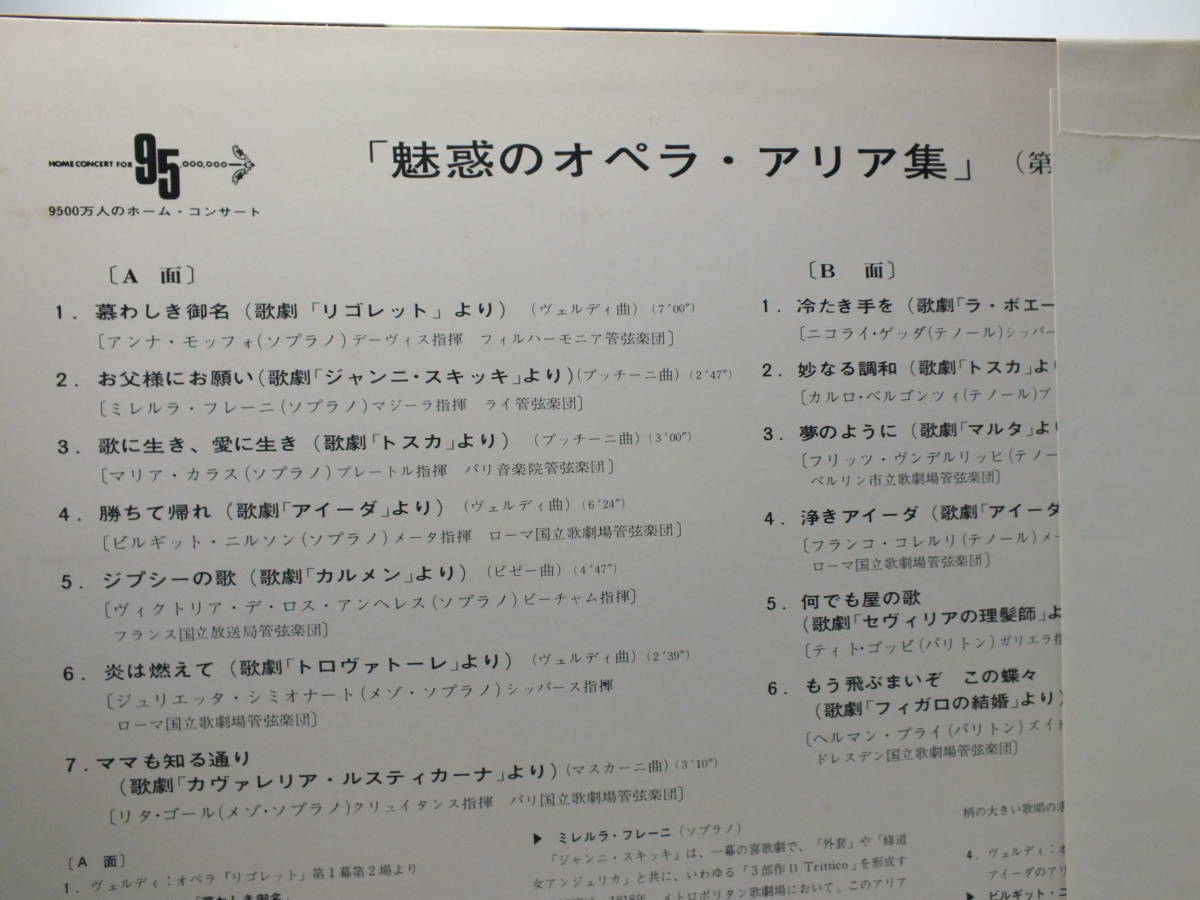 HOME CONCERT FOR 95,000,000
9500万人のホーム・コンサート
「魅惑のオペラ・アリア集」(第
〔A 面〕
1. 慕わしき御名(歌劇「リゴレット」より)(ヴェルディ曲)(7′00″)
〔アンナ・モッフォ(ソプラノ)デーヴィス指揮 フィルハーモニア管弦楽団〕
2. お父様にお願い(歌劇「ジャンニ・スキッキ」より)(プッチーニ曲)(2′47″)
〔ミレルラ・フレーニ(ソプラノ)マジーラ指揮 ライ管弦楽団〕
3. 歌に生き、愛に生き(歌劇「トスカ」より)(プッチーニ曲)(3′00″)
〔マリア・カラス(ソプラノ)プレートル指揮 パリ音楽院管弦楽団〕
4. 勝ちて帰れ(歌劇「アイーダ」より)(ヴェルディ曲)(6′24″)
〔ビルギット・ニルソン(ソプラノ)メータ指揮 ローマ国立歌劇場管弦楽団〕
5. ジプシーの歌(歌劇「カルメン」より)(ビゼー曲)(4′47″)
〔ヴィクトリア・デ・ロス・アンヘレス(ソプラノ)ビーチャム指揮〕
フランス国立放送局管弦楽団〕
6. 炎は燃えて(歌劇「トロヴァトーレ」より)(ヴェルディ曲)(2′39″)
〔ジュリエッタ・シミオナート(メゾ・ソプラノ)シッパース指揮
ローマ国立歌劇場管弦楽団〕
7. ママも知る通り
(歌劇「カヴァレリア・ルスティカーナ」より)(マスカーニ曲)(3′10″)
〔リタ・ゴール(メゾ・ソプラノ)クリュイタンス指揮 パリ国立歌劇場管弦楽団〕
〔B 面〕
1. 冷たき手を(歌劇「ラ・ボエー
〔ニコライ・ゲッダ(テノール)シッパー
2. 妙なる調和(歌劇「トスカ」よ
〔カルロ・ベルゴンツィ(テノール)プ
3. 夢のように(歌劇「マルタ」よ
〔フリッツ・ヴンデルリッヒ(テノー
ベルリン市立歌劇場管弦楽団〕
4. 浄きアイーダ(歌劇「アイーダ
〔フランコ・コレルリ(テノール)メー
ローマ国立歌劇場管弦楽団〕
5. 何でも屋の歌
(歌劇「セヴィリアの理髪師」よ
〔ティト・ゴッビ(バリトン)ガリエラ指
6. もう飛ぶまいぞ この蝶々
(歌劇「フィガロの結婚」より)
〔ヘルマン・プライ(バリトン)ズイト
ドレスデン国立歌劇場管弦楽団〕
〔A 面〕
1. ヴェルディ:オペラ「リゴレット」第1幕第2場より
「慕わしき御名」
▶ ミレルラ・フレーニ(ソプラノ)
「ジャンニ・スキッキ」は、一幕の喜歌劇で、「外套」や「修道
女アンジェリカ」と共に、いわゆる「3部作Il Trittico」を形成す
1818年、メトロポリタン歌劇場において。このアリア
柄の大きい歌唱の
4. ヴェルディ:オ
アイーダのアリ
▶ ビルギット・ニ